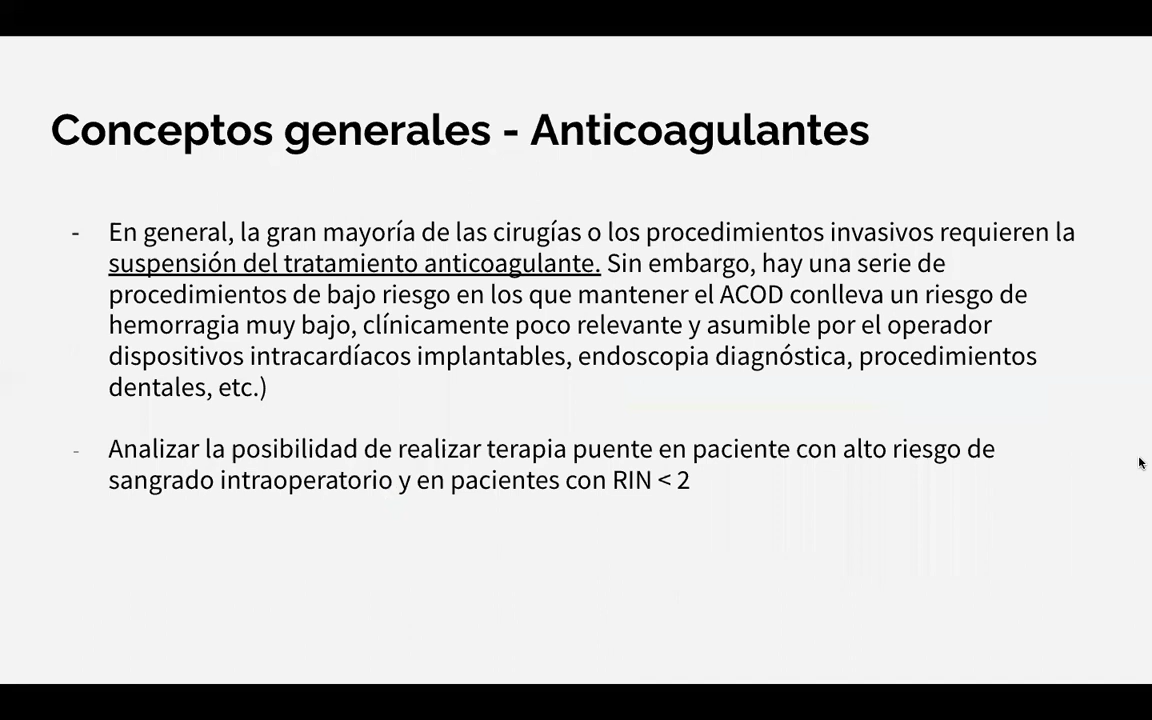 Conceptos generales - Anticoagulantes
- En general, la gran mayoría de las cirugías o los procedimientos invasivos requieren la
suspensión del tratamiento anticoagulante. Sin embargo, hay una serie de
procedimientos de bajo riesgo en los que mantener el ACOD conlleva un riesgo de
hemorragia muy bajo, clínicamente poco relevante y asumible por el operador
dispositivos intracardíacos implantables, endoscopia diagnóstica, procedimientos
dentales, etc.)
- Analizar la posibilidad de realizar terapia puente en paciente con alto riesgo de
sangrado intraoperatorio y en pacientes con RIN < 2